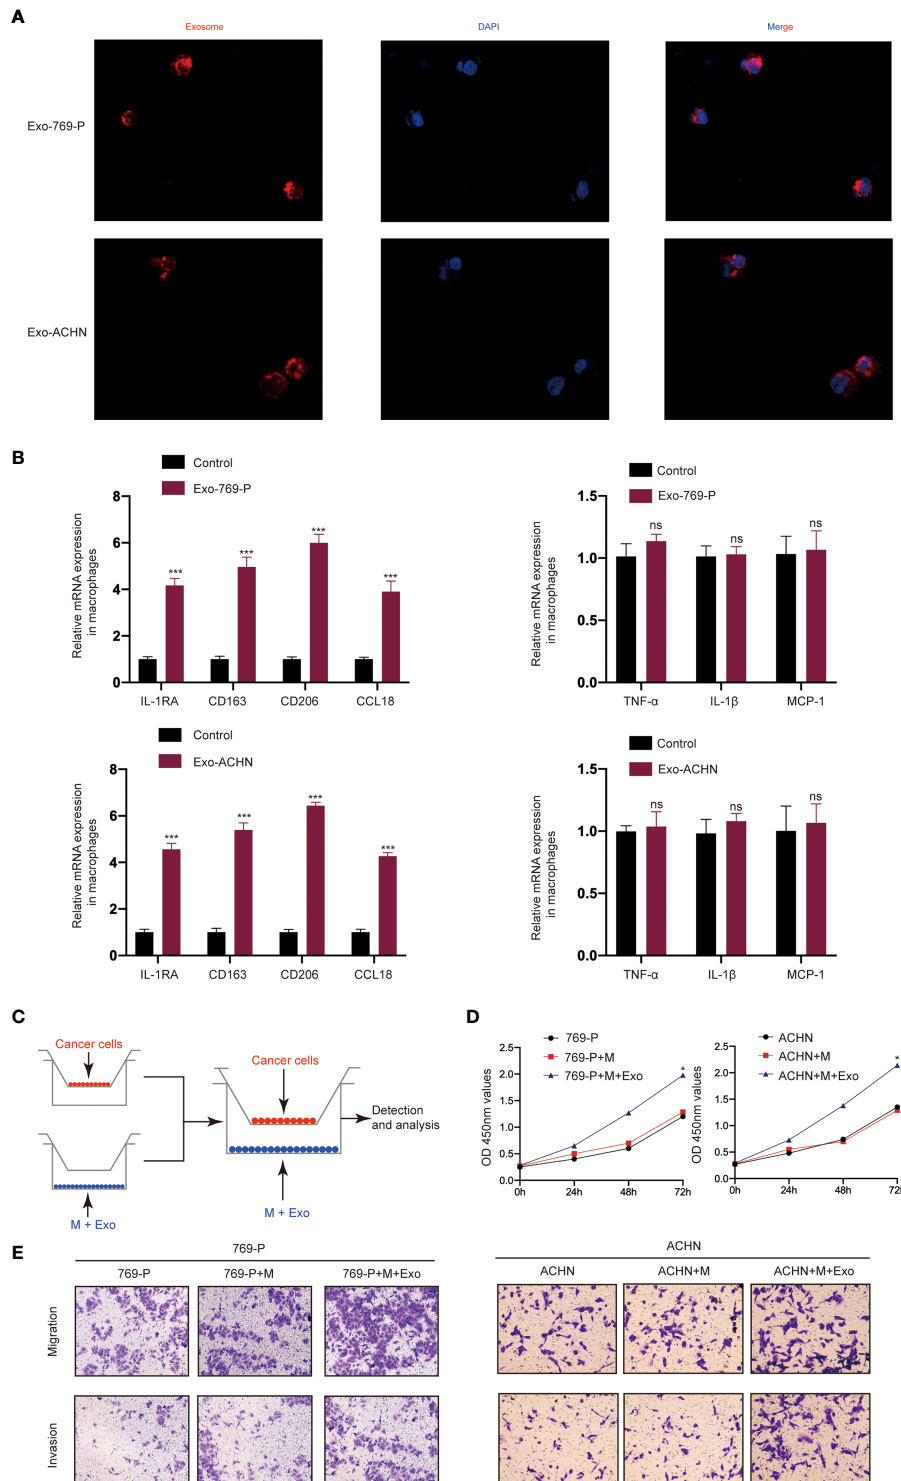 A
Exosome
DAPI
Merge
Exo-769-P
Exo-ACHN
B
Control
Exo-769-P
Relative mRNA expression
in macrophages
8
6
4
2
0
***
***
***
***
IL-1RA
CD163
CD206
CCL18
Control
Exo-769-P
Relative mRNA expression
in macrophages
1.5
1.0
0.5
0.0
ns
ns
ns
TNF-α
IL-1β
MCP-1
Control
Exo-ACHN
Relative mRNA expression
in macrophages
8
6
4
2
0
***
***
***
***
IL-1RA
CD163
CD206
CCL18
Control
Exo-ACHN
Relative mRNA expression
in macrophages
1.5
1.0
0.5
0.0
ns
ns
ns
TNF-α
IL-1β
MCP-1
C
Cancer cells
M + Exo
Cancer cells
M + Exo
Detection
and analysis
D
769-P
769-P+M
769-P+M+Exo
OD 450nm values
2.5
2.0
1.5
1.0
0.5
0.0
*
0h
24h
48h
72h
ACHN
ACHN+M
ACHN+M+Exo
OD 450nm values
2.5
2.0
1.5
1.0
0.5
0.0
*
0h
24h
48h
72h
E
769-P
769-P
769-P+M
769-P+M+Exo
Migration
Invasion
ACHN
ACHN
ACHN+M
ACHN+M+Exo